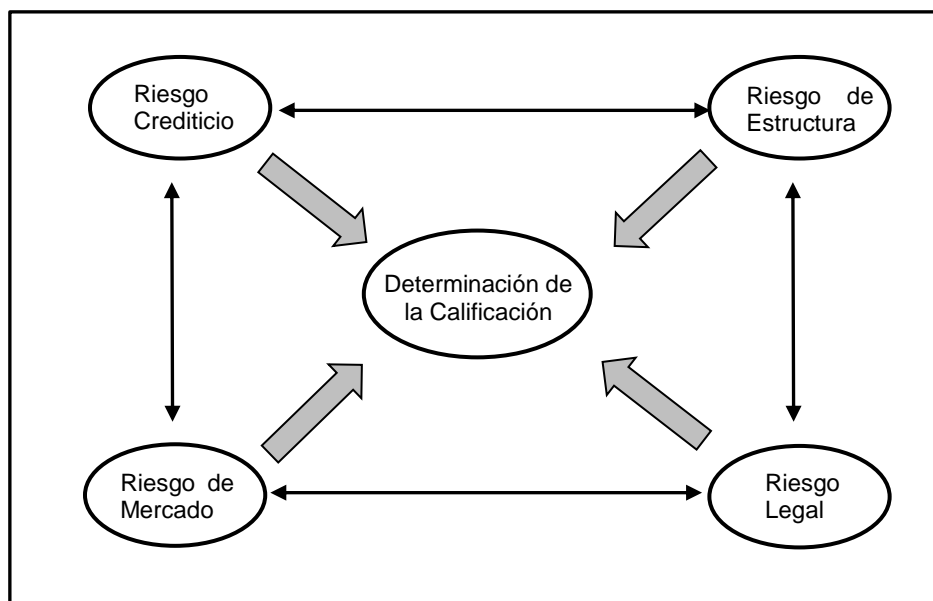 Riesgo
Crediticio
Riesgo de
Estructura
Determinación de
la Calificación
Riesgo de
Mercado
Riesgo
Legal